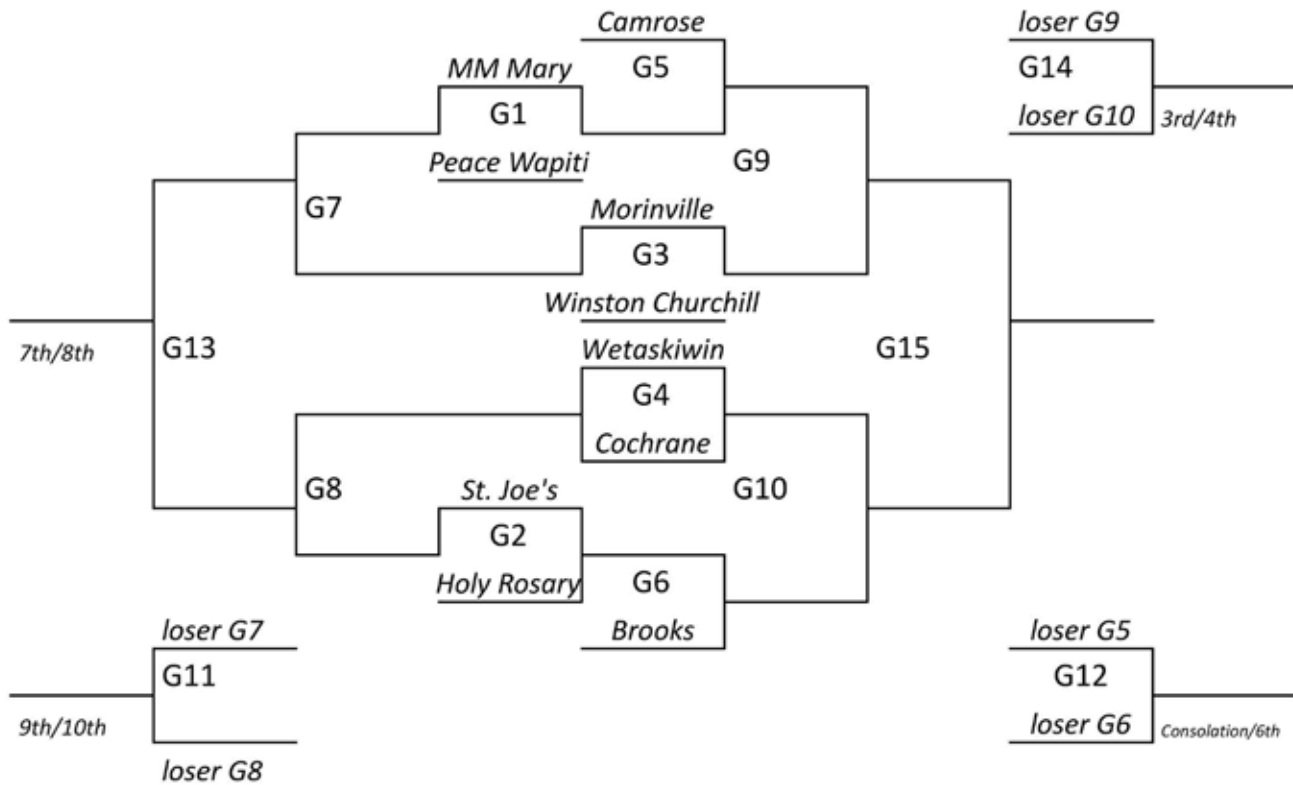 Camrose
loser G9
MM Mary
G5
G14
G1
loser G10
3rd/4th
Peace Wapiti
G9
G7
Morinville
G3
Winston Churchill
7th/8th
G13
Wetaskiwin
G15
G4
Cochrane
G8
St. Joe's
G10
G2
Holy Rosary
G6
loser G7
Brooks
loser G5
G11
G12
9th/10th
loser G6
Consolation/6th
loser G8